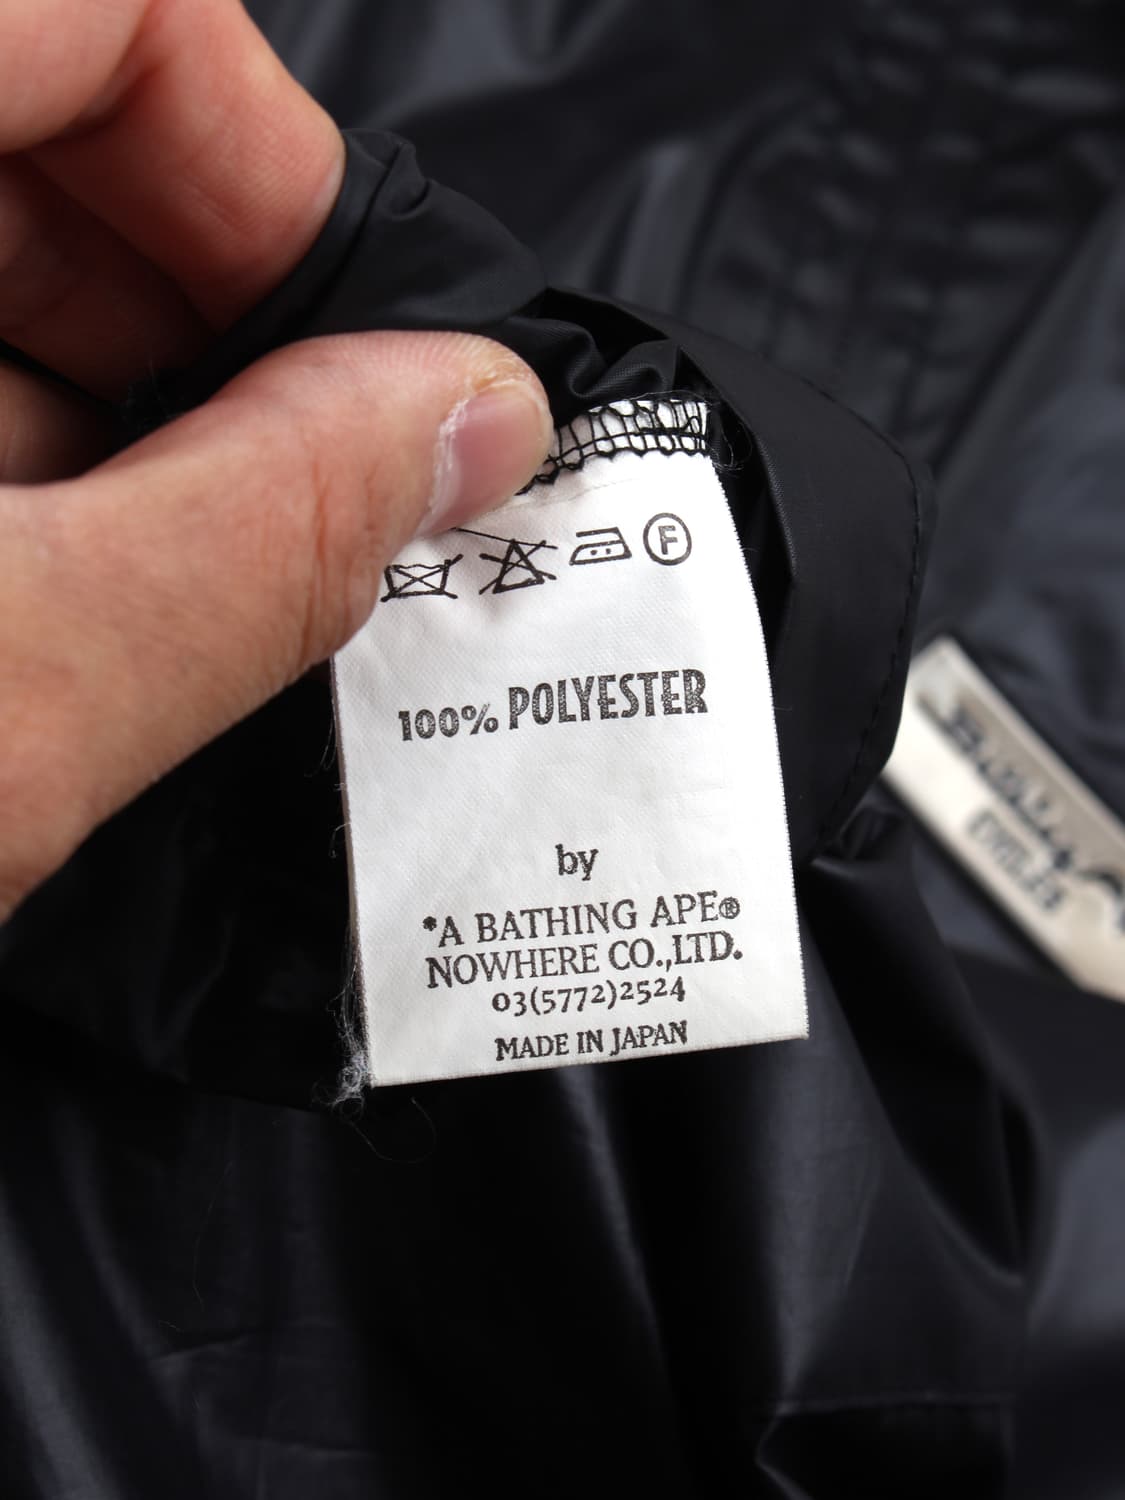 F
100% POLYESTER
by
*A BATHING APE®
NOWHERE CO.,LTD.
03(5772)2524
MADE IN JAPAN